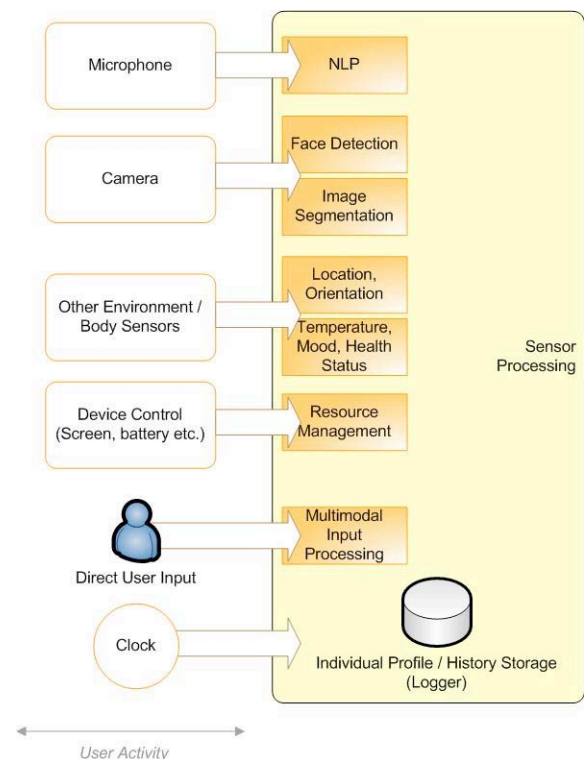 Microphone
NLP
Camera
Face Detection
Image
Segmentation
Other Environment /
Body Sensors
Location,
Orientation
Temperature,
Mood, Health
Status
Sensor
Processing
Device Control
(Screen, battery etc.)
Resource
Management
Direct User Input
Multimodal
Input
Processing
Clock
Individual Profile / History Storage
(Logger)
User Activity